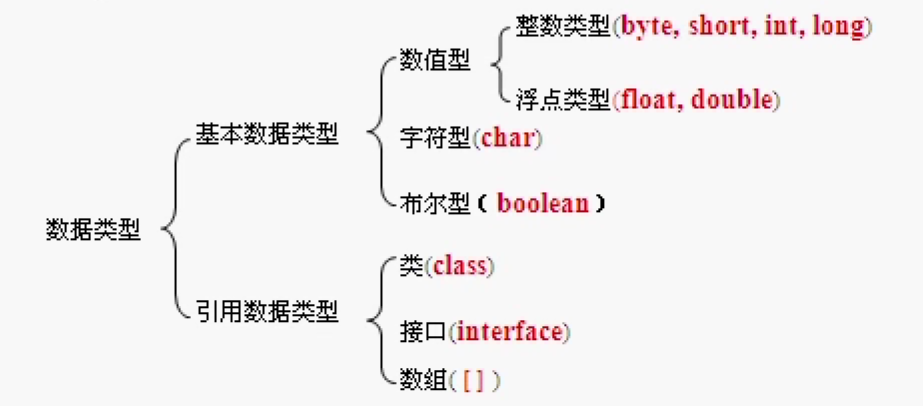 整数类型(byte, short, int, long)
数值型
浮点类型(float, double)
基本数据类型
字符型(char)
布尔型(boolean)
数据类型
类(class)
引用数据类型
接口(interface)
数组([])